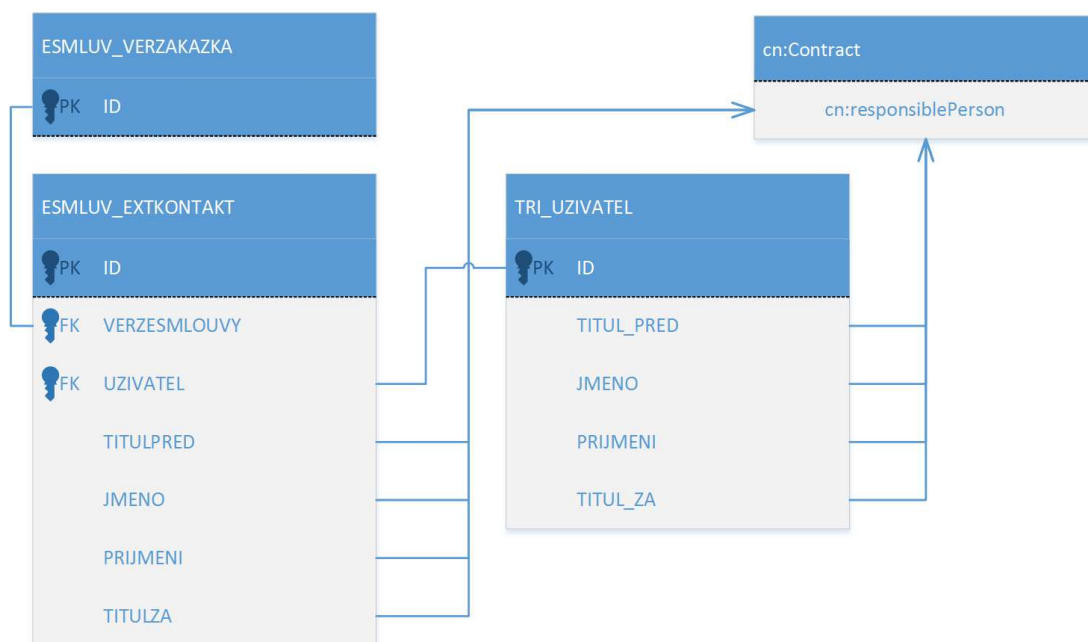 ESMLUV_VERZAKAZKA
PK ID
ESMLUV_EXTKONTAKT
PK ID
FK VERZESMLOUVY
FK UZIVATEL
TITULPRED
JMENO
PRIJMENI
TITULZA
TRI_UZIVATEL
PK ID
TITUL_PRED
JMENO
PRIJMENI
TITUL_ZA
cn:Contract
cn:responsiblePerson